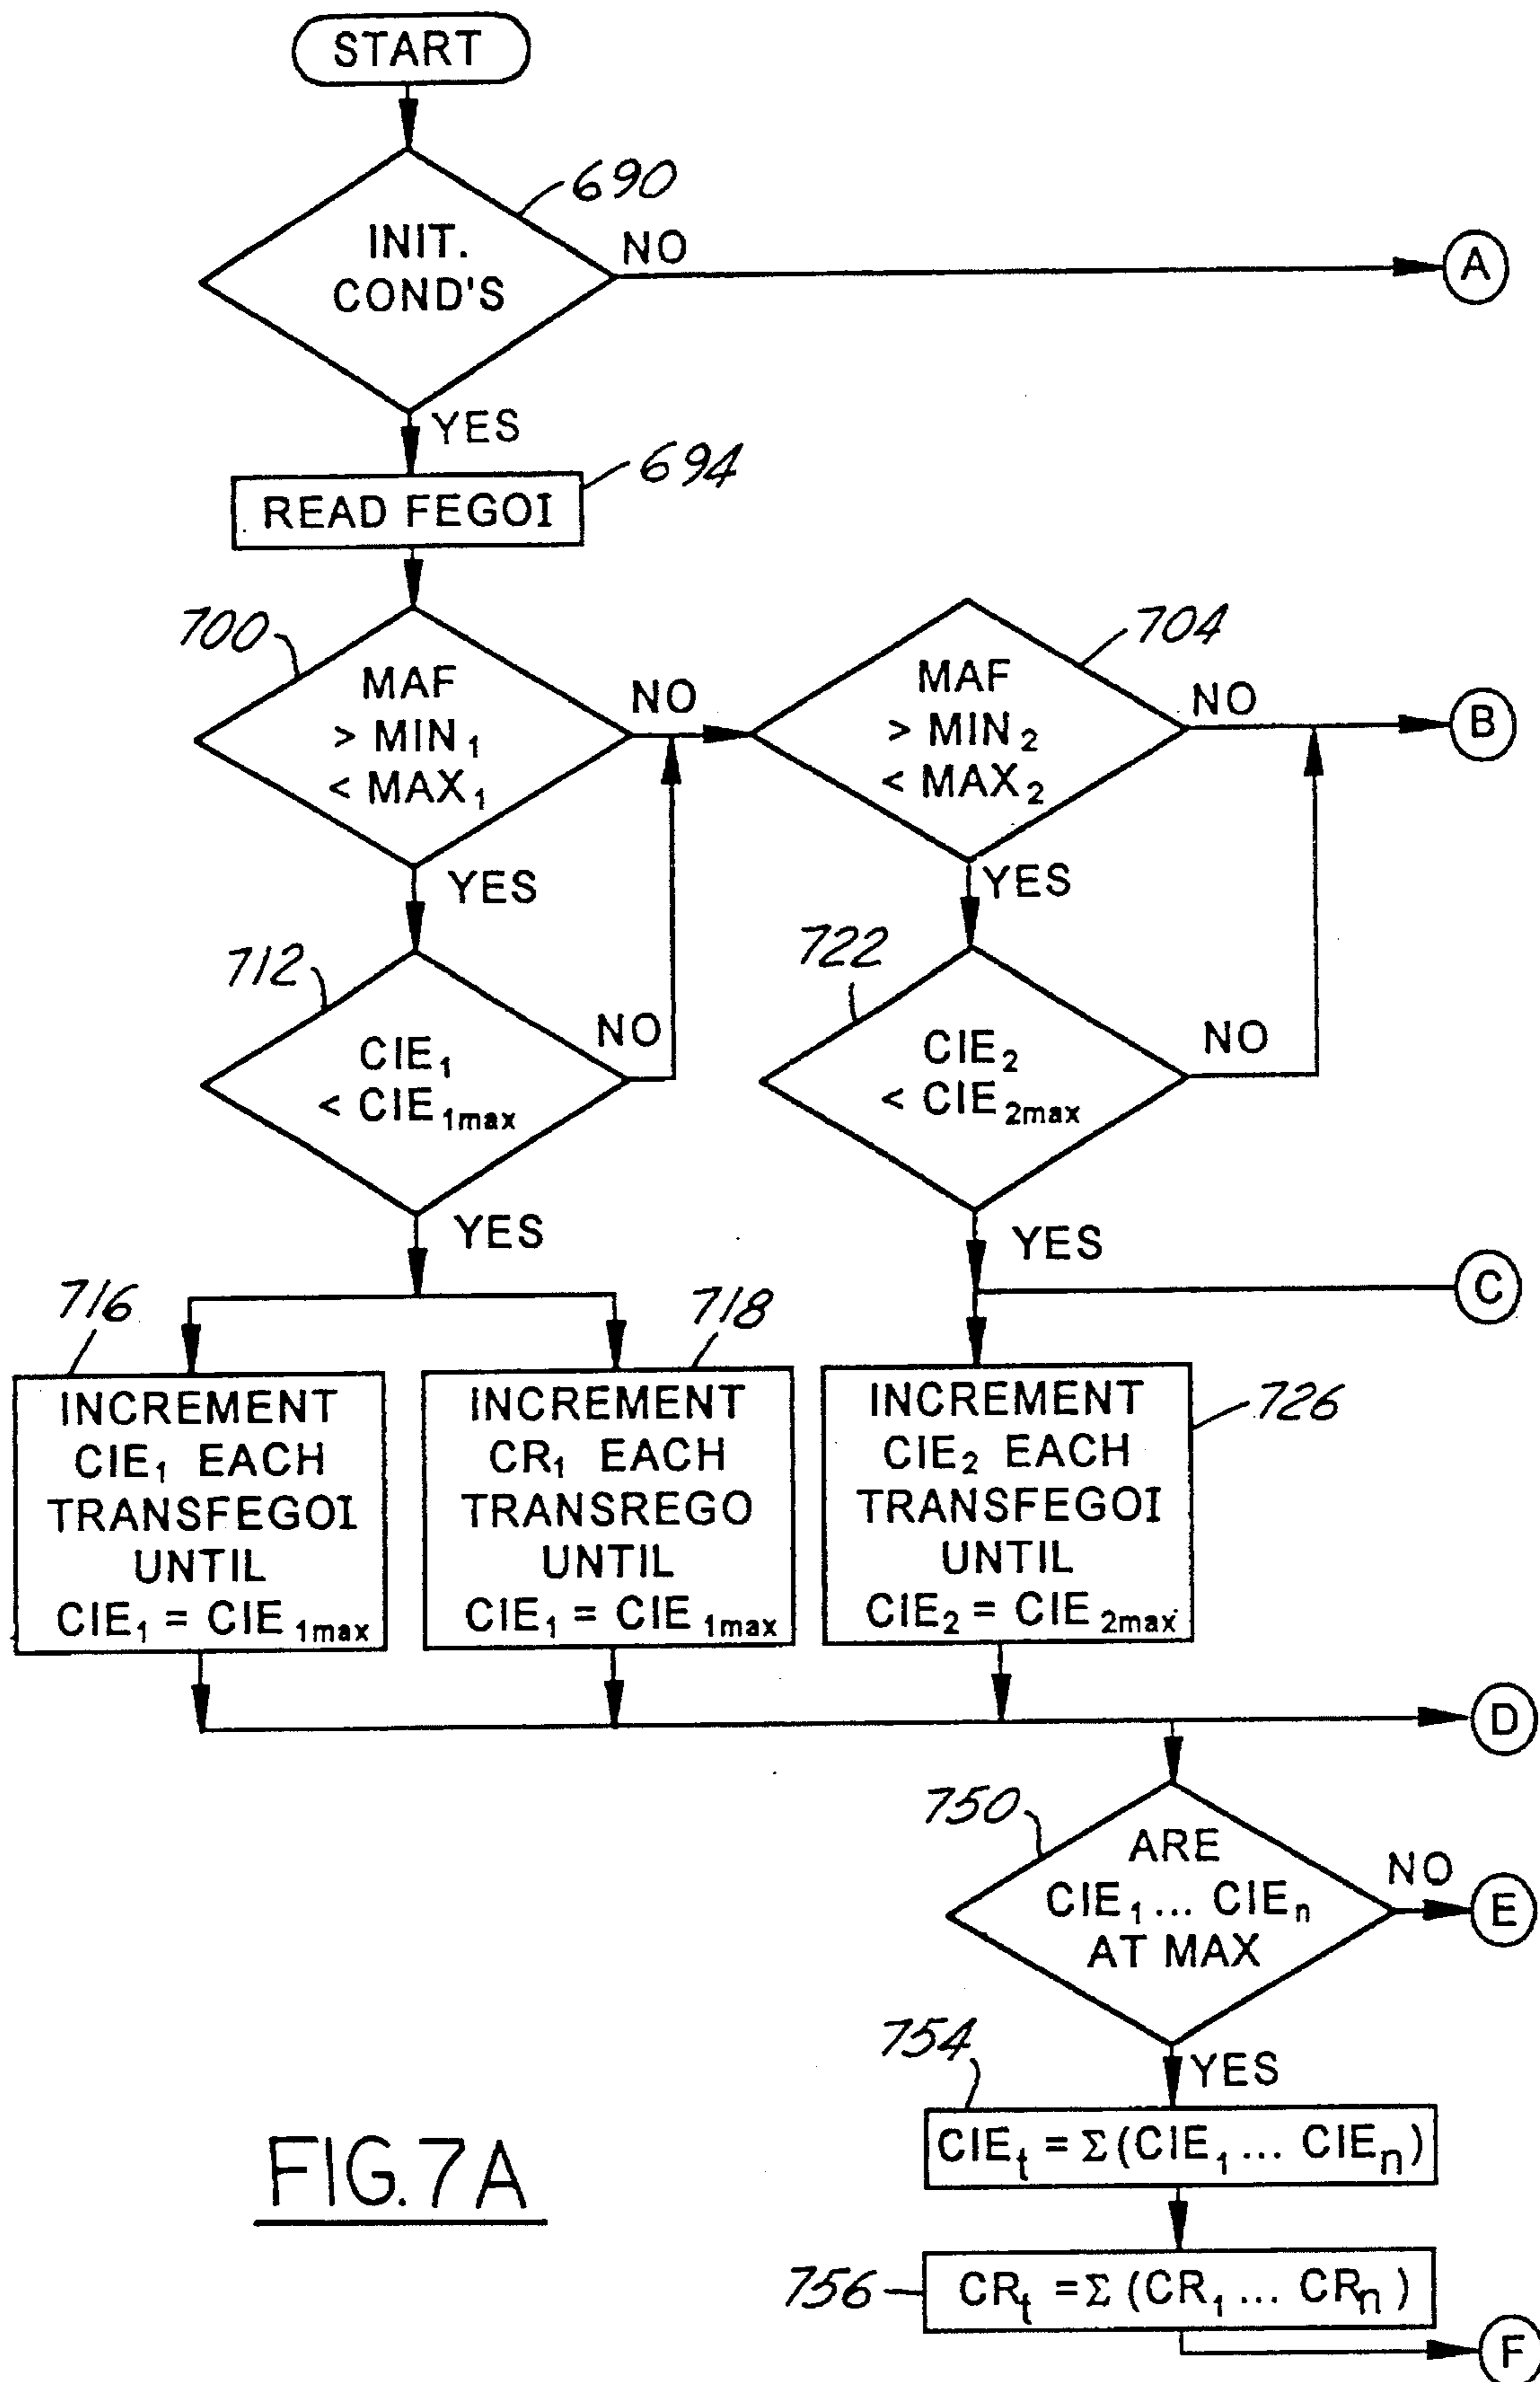 START
690
INIT.
COND'S
NO
A
YES
694
READ FEGOI
700
MAF
> MIN₁
< MAX₁
NO
704
MAF
> MIN₂
< MAX₂
NO
B
YES
YES
712
CIE₁
< CIE₁max
NO
722
CIE₂
< CIE₂max
NO
YES
YES
C
716
INCREMENT
CIE₁ EACH
TRANSFEGOI
UNTIL
CIE₁ = CIE₁max
718
INCREMENT
CR₁ EACH
TRANSREGO
UNTIL
CIE₁ = CIE₁max
726
INCREMENT
CIE₂ EACH
TRANSFEGOI
UNTIL
CIE₂ = CIE₂max
D
750
ARE
CIE₁ ... CIEₙ
AT MAX
NO
E
YES
754
CIEₜ = Σ (CIE₁ ... CIEₙ)
756
CRₜ = Σ (CR₁ ... CRₙ)
F
FIG. 7A